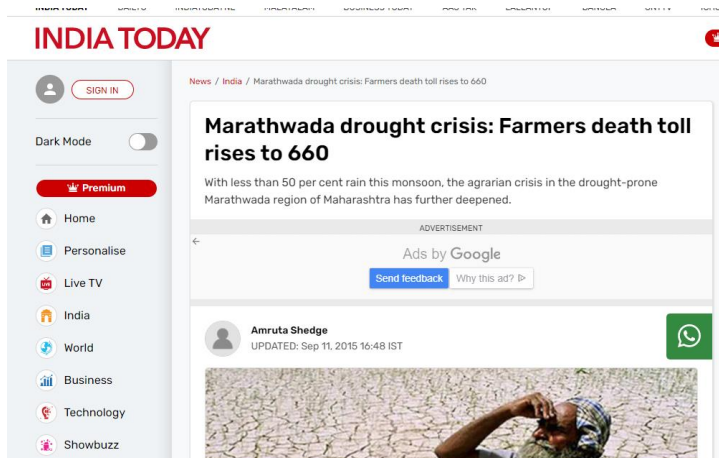 INDIA TODAY
INDIA TODAY
SIGN IN
News / India / Marathwada drought crisis: Farmers death toll rises to 660
Dark Mode
Marathwada drought crisis: Farmers death toll
rises to 660
With less than 50 per cent rain this monsoon, the agrarian crisis in the drought-prone
Marathwada region of Maharashtra has further deepened.
Premium
Home
Personalise
Live TV
India
World
Business
Technology
Showbuzz
ADVERTISEMENT
Ads by Google
Send feedback
Why this ad?
Amruta Shedge
UPDATED: Sep 11, 2015 16:48 IST